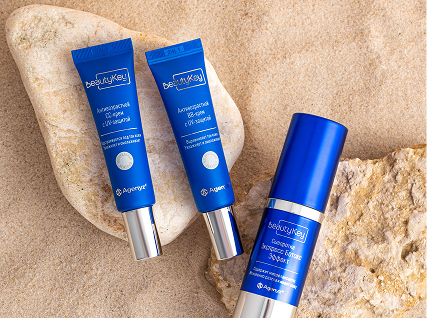 BeautyKey
Антивозрастной
CC-крем
с UV-защитой
Agenyz
BeautyKey
Антивозрастной
BB-крем
с UV-защитой
Agen
BeautyKey
Сыворотка
Экспресс Ботокс
Эффект
Agenyz